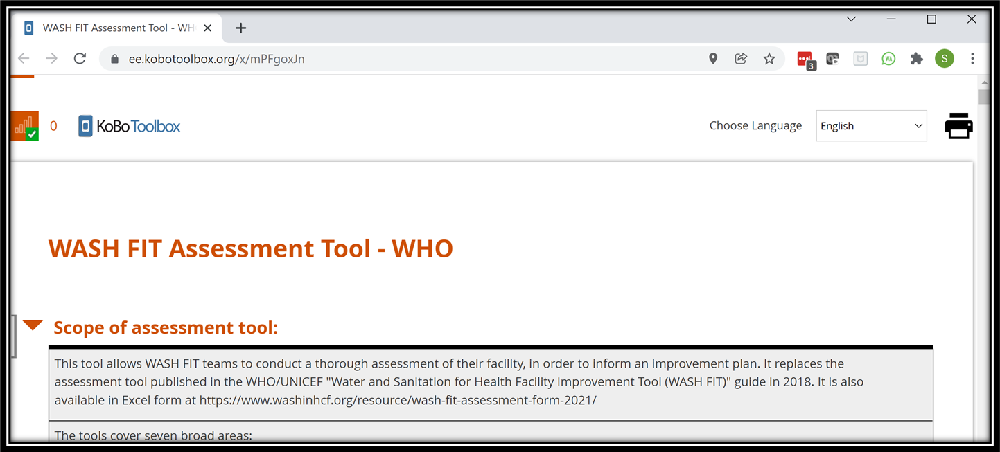 WASH FIT Assessment Tool - WH
ee.kobotoolbox.org/x/mPFgoxJn
3
WA
S
0
KoBoToolbox
Choose Language
English
WASH FIT Assessment Tool - WHO
Scope of assessment tool:
This tool allows WASH FIT teams to conduct a thorough assessment of their facility, in order to inform an improvement plan. It replaces the
assessment tool published in the WHO/UNICEF "Water and Sanitation for Health Facility Improvement Tool (WASH FIT)" guide in 2018. It is also
available in Excel form at https://www.washinhcf.org/resource/wash-fit-assessment-form-2021/
The tools cover seven broad areas: